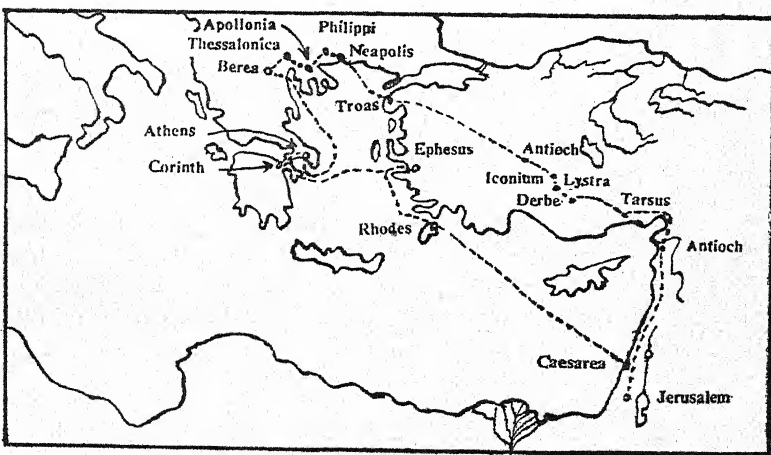 Apollonia
Philippi
Thessalonica
Neapolis
Berea
Troas
Athens
Ephesus
Antioch
Corinth
Iconium
Lystra
Derbe
Tarsus
Rhodes
Antioch
Caesarea
Jerusalem